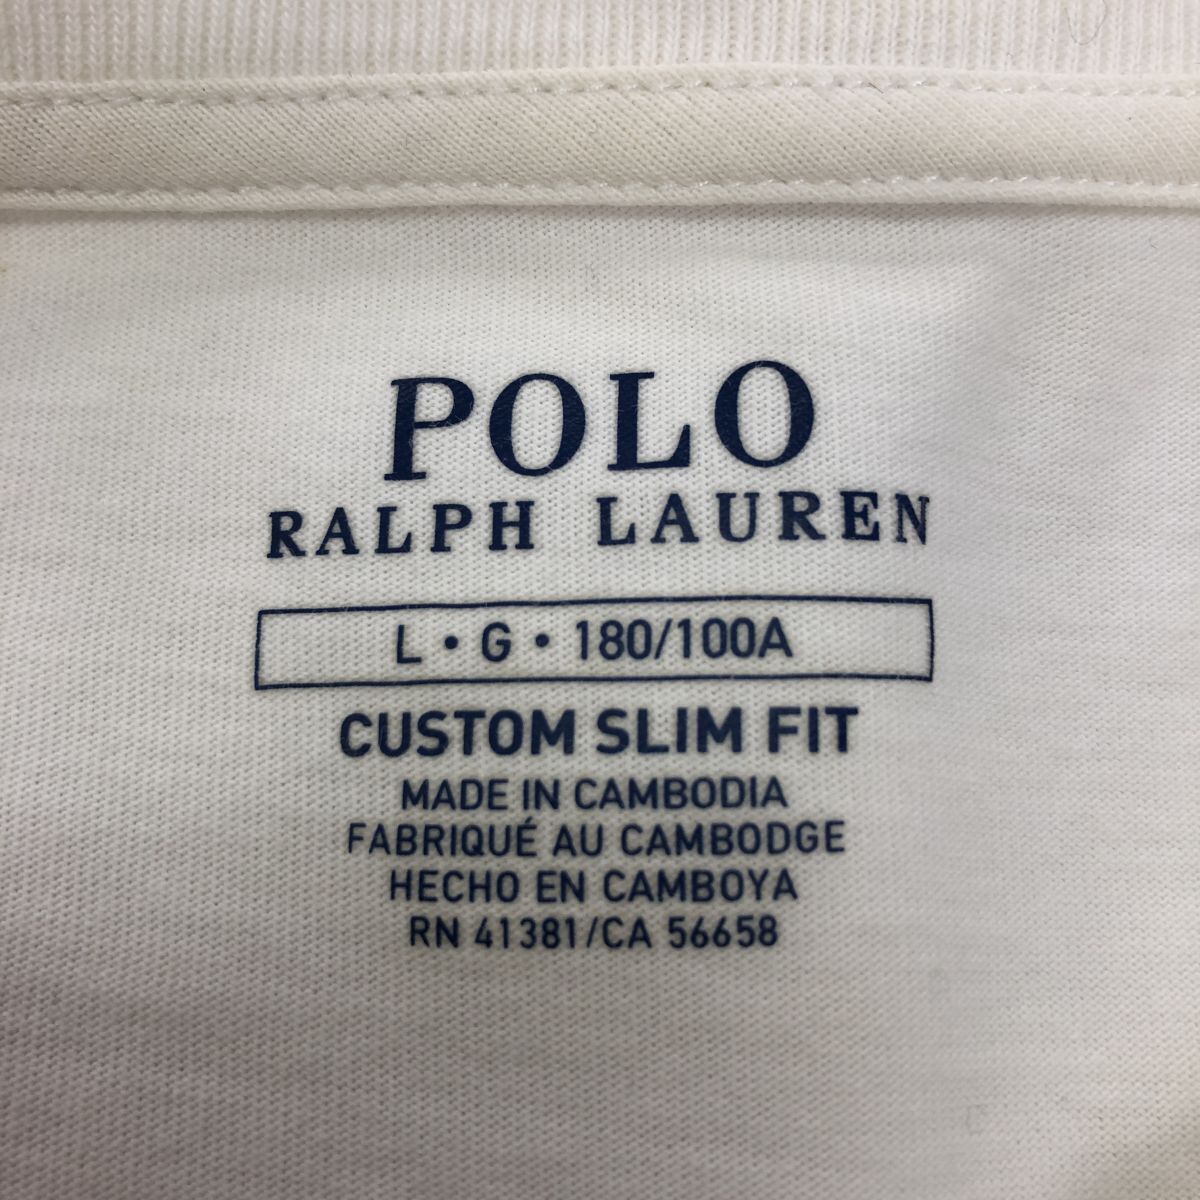 POLO
RALPH LAUREN
L • G • 180/100A
CUSTOM SLIM FIT
MADE IN CAMBODIA
FABRIQUÉ AU CAMBODGE
HECHO EN CAMBOYA
RN 41381/CA 56658